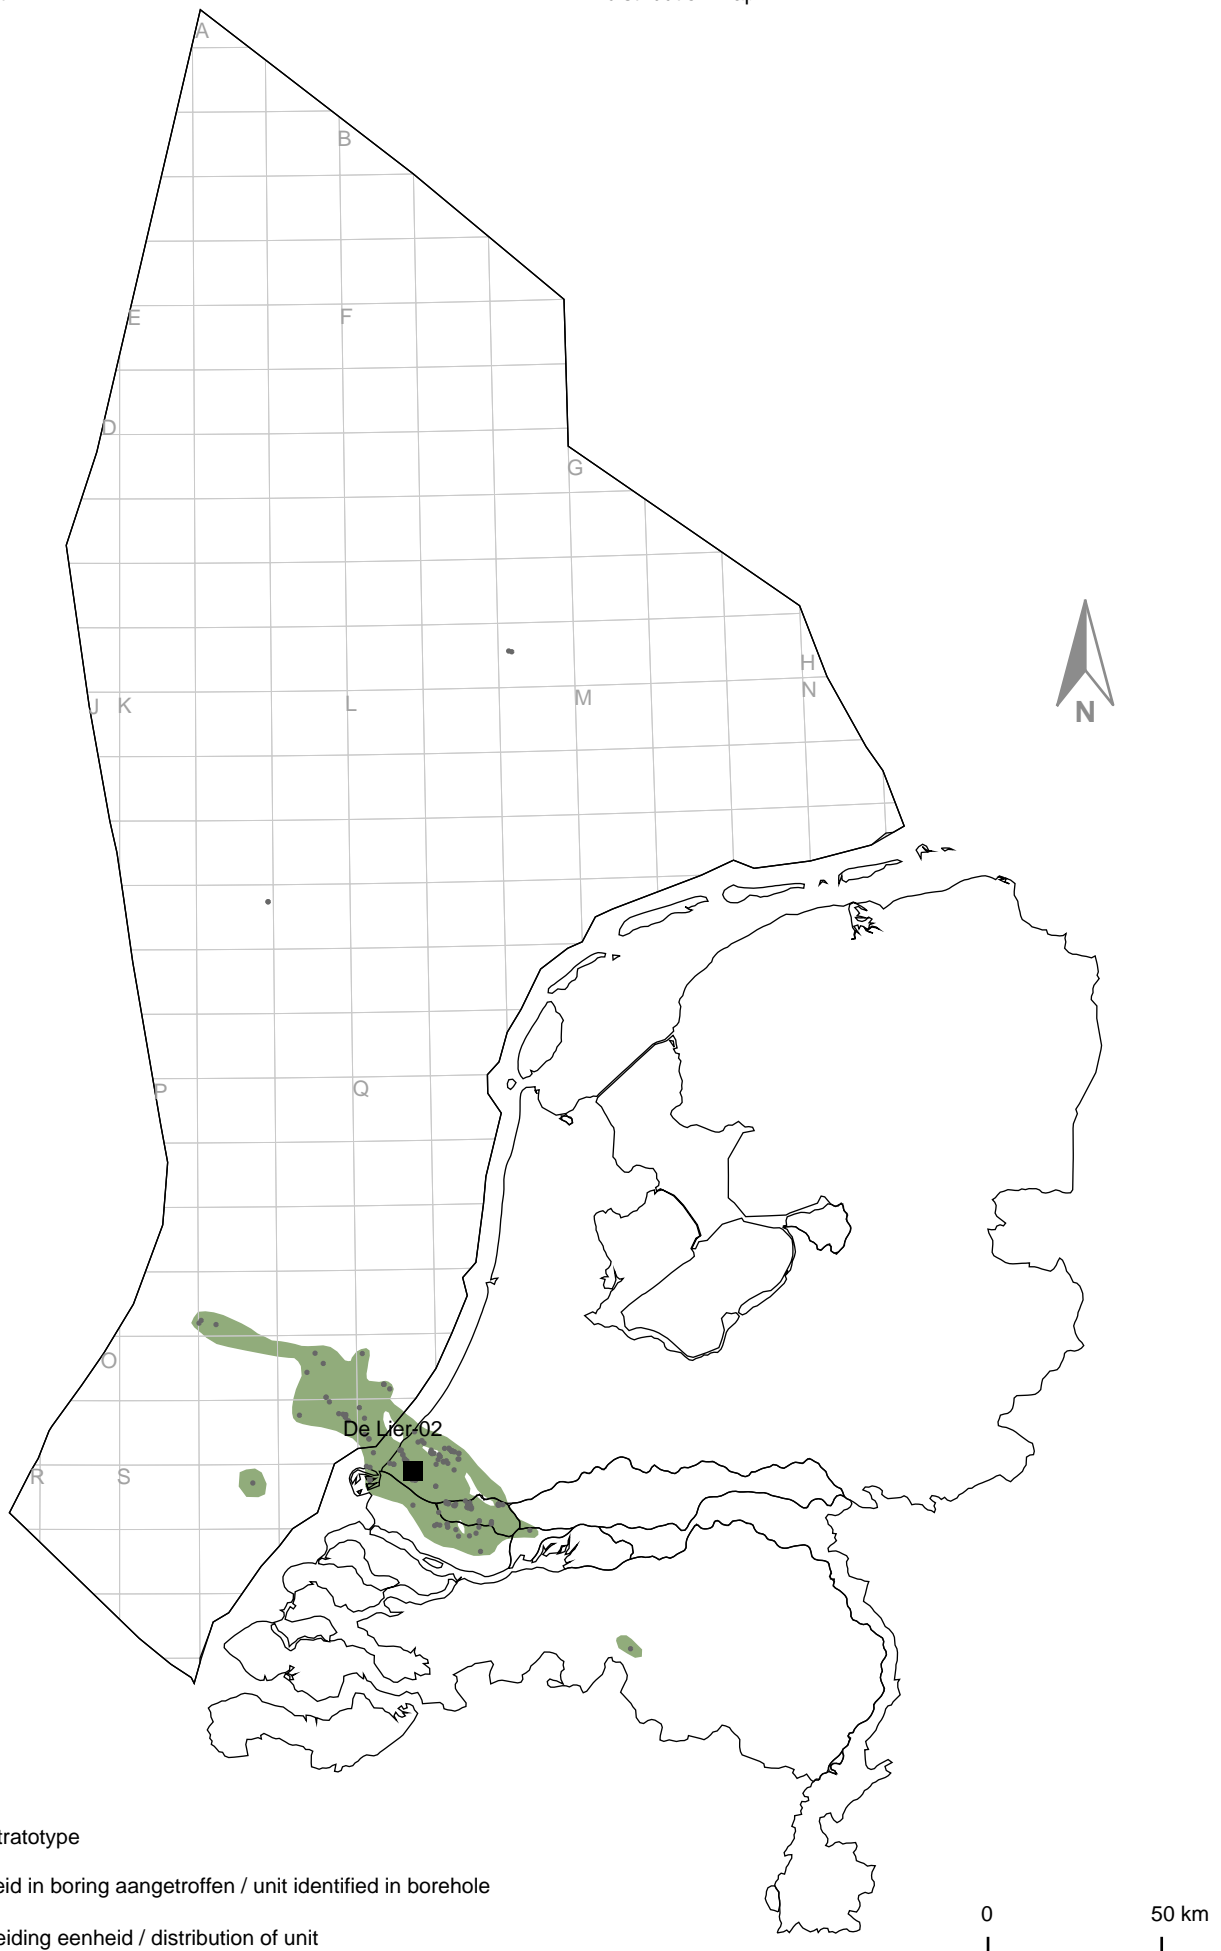 A
B
E
F
D
G
H
N
J K
L
M
N
P
Q
O
De Lier-02
R
S
tratotype
eid in boring aangetroffen / unit identified in borehole
eiding eenheid / distribution of unit
0
50 km